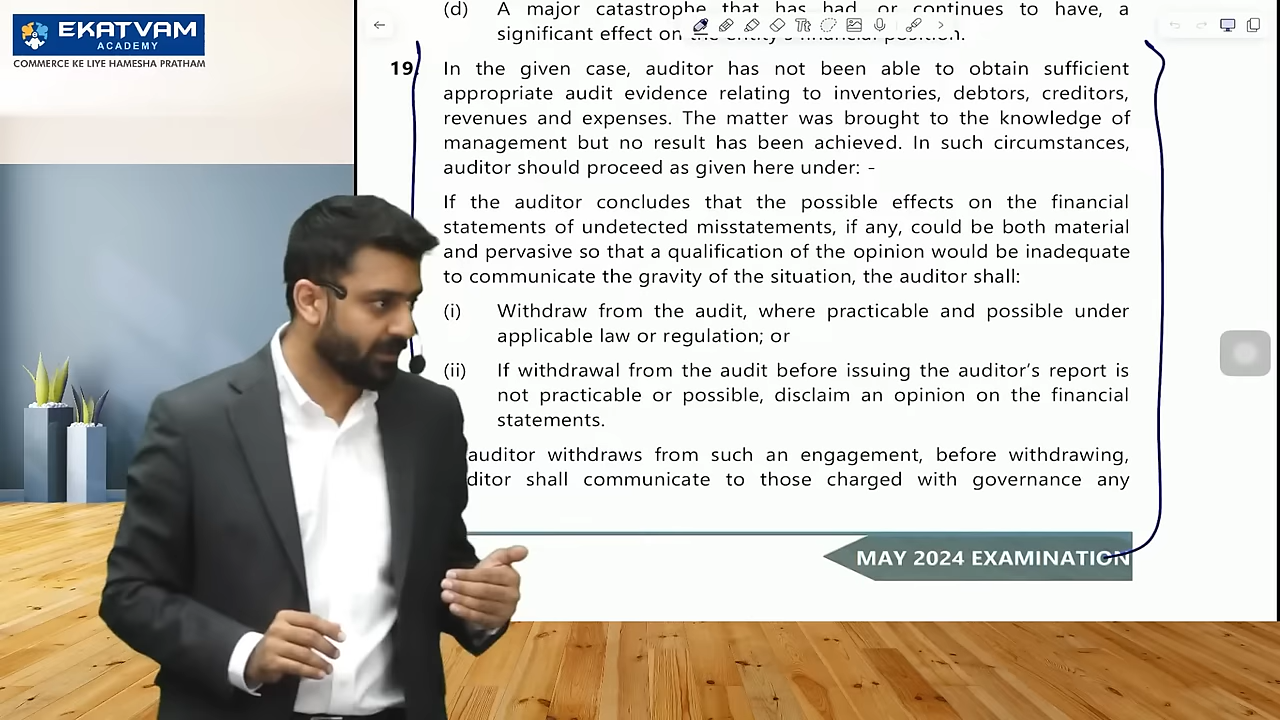 EKATVAM
ACADEMY
COMMERCE KE LIYE HAMESHA PRATHAM
(d) A major catastrophe that has had, or continues to have, a
significant effect on the entity's financial position.
19 In the given case, auditor has not been able to obtain sufficient
appropriate audit evidence relating to inventories, debtors, creditors,
revenues and expenses. The matter was brought to the knowledge of
management but no result has been achieved. In such circumstances,
auditor should proceed as given here under: -
If the auditor concludes that the possible effects on the financial
statements of undetected misstatements, if any, could be both material
and pervasive so that a qualification of the opinion would be inadequate
to communicate the gravity of the situation, the auditor shall:
(i) Withdraw from the audit, where practicable and possible under
applicable law or regulation; or
(ii) If withdrawal from the audit before issuing the auditor's report is
not practicable or possible, disclaim an opinion on the financial
statements.
auditor withdraws from such an engagement, before withdrawing,
ditor shall communicate to those charged with governance any
MAY 2024 EXAMINATION